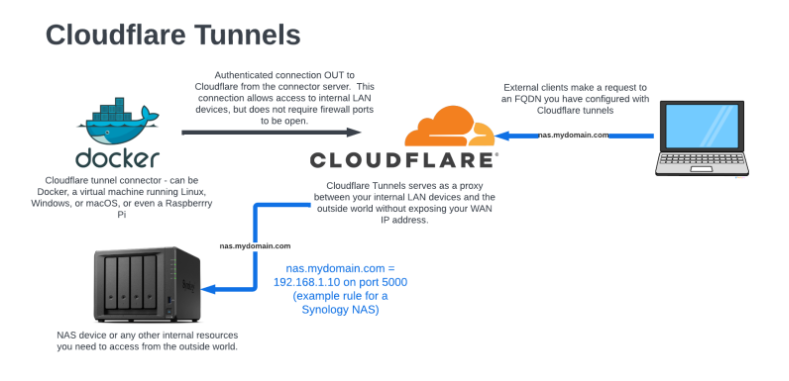 Cloudflare Tunnels
Authenticated connection OUT to
Cloudflare from the connector server. This
connection allows access to internal LAN
devices, but does not require firewall ports
to be open.
External clients make a request to
an FQDN you have configured with
Cloudflare tunnels
nas.mydomain.com
docker
CLOUDFLARE
Cloudflare tunnel connector - can be
Docker, a virtual machine running Linux,
Windows, or macOS, or even a Raspberrry
Pi
Cloudflare Tunnels serves as a proxy
between your internal LAN devices and the
outside world without exposing your WAN
IP address.
nas.mydomain.com
nas.mydomain.com =
192.168.1.10 on port 5000
(example rule for a
Synology NAS)
NAS device or any other internal resources
you need to access from the outside world.